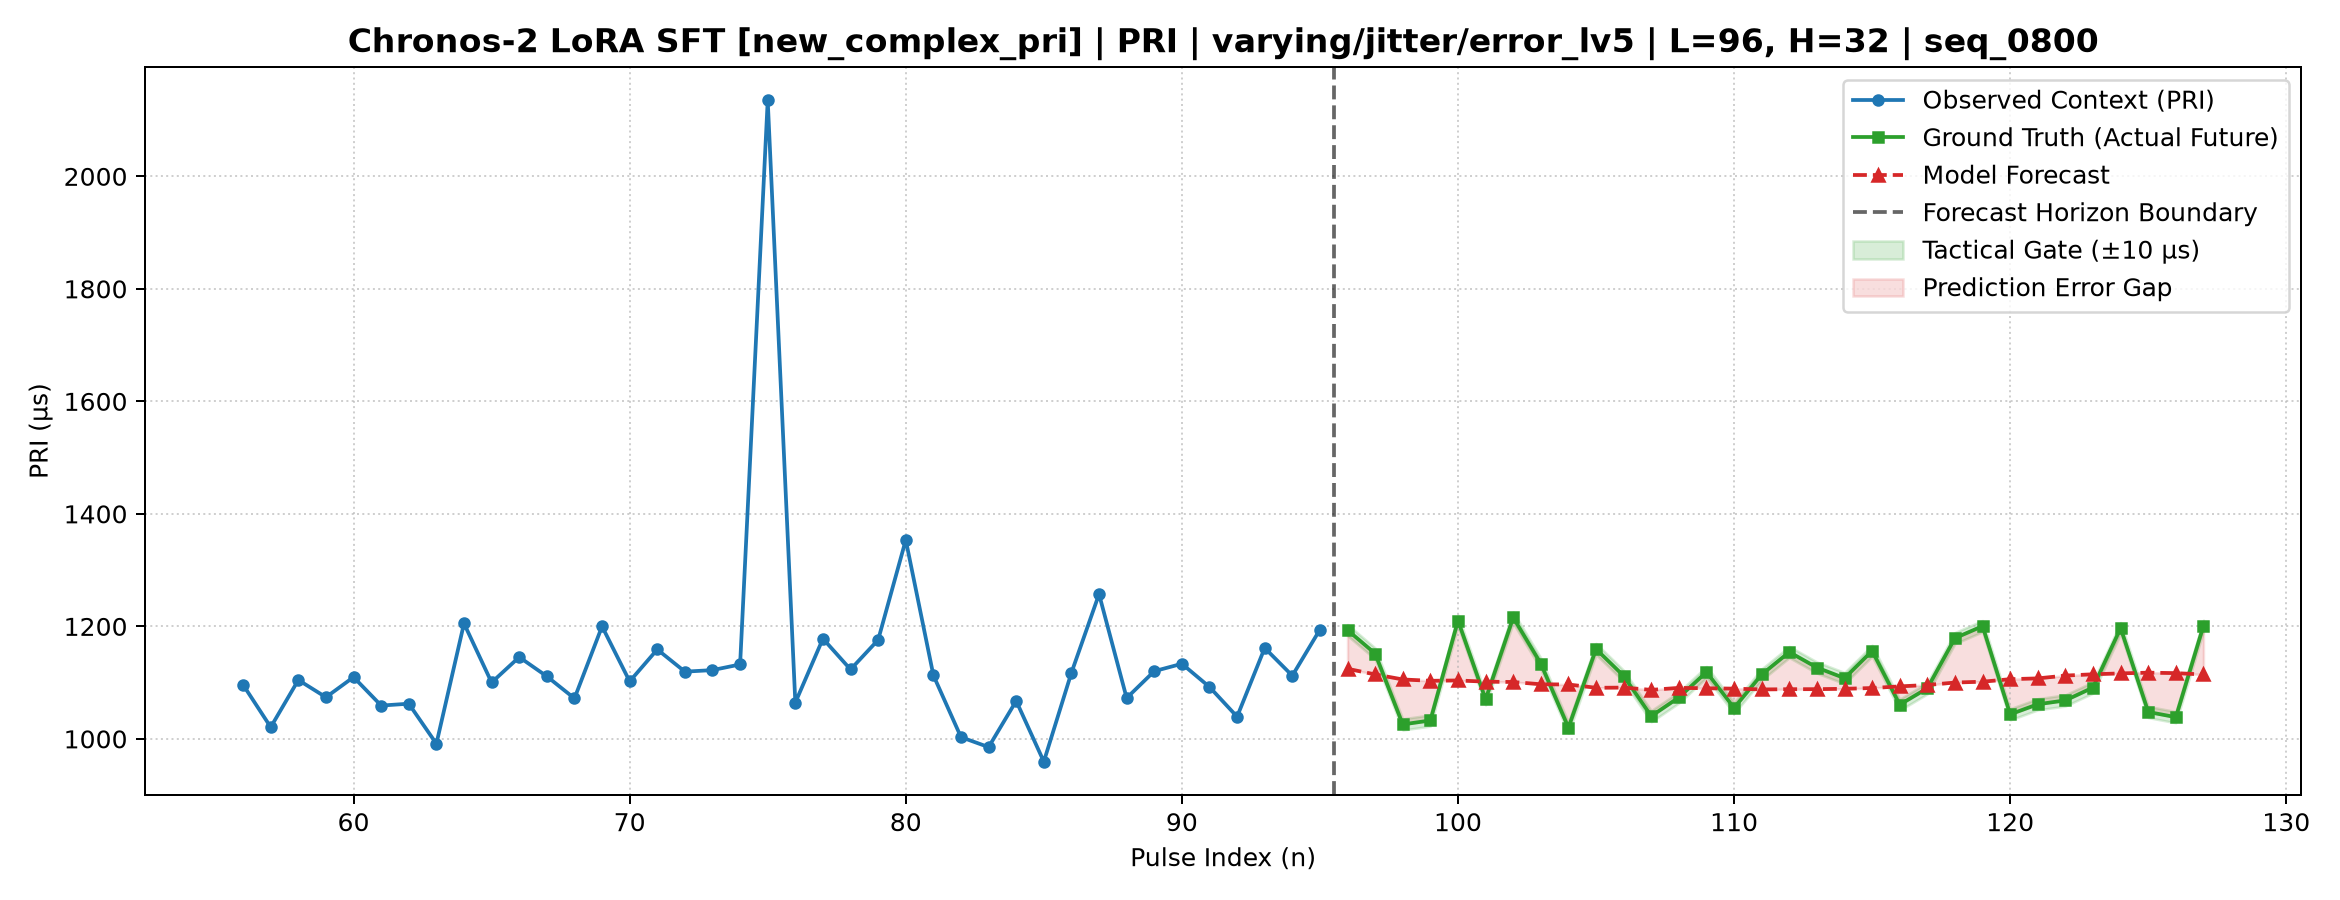 Chronos-2 LoRA SFT [new_complex_pri] | PRI | varying/jitter/error_lv5 | L=96, H=32 | seq_0800
Observed Context (PRI)
Ground Truth (Actual Future)
Model Forecast
Forecast Horizon Boundary
Tactical Gate (±10 µs)
Prediction Error Gap
PRI (µs)
2000
1800
1600
1400
1200
1000
60 70 80 90 100 110 120 130
Pulse Index (n)